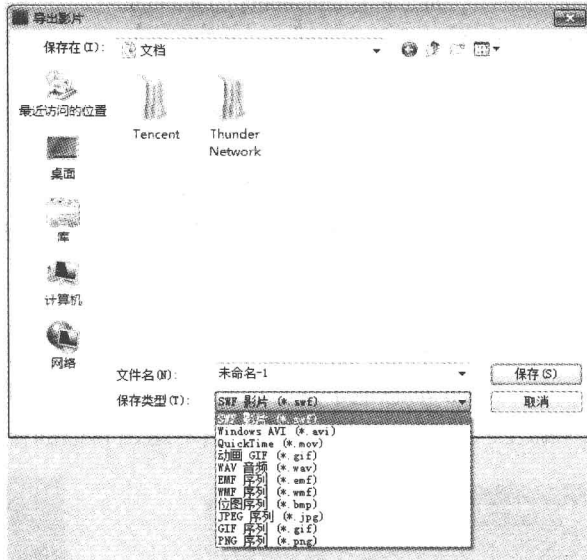 导出影片
保存在(I):
文档
最近访问的位置
Tencent
Thunder
Network
桌面
库
计算机
网络
文件名(N):
未命名-1
保存(S)
保存类型(T):
SWF 影片 (*.swf)
取消
SWF 影片 (*.swf)
Windows AVI (*.avi)
QuickTime (*.mov)
动画 GIF (*.gif)
WAV 音频 (*.wav)
EMF 序列 (*.emf)
WMF 序列 (*.wmf)
位图序列 (*.bmp)
JPEG 序列 (*.jpg)
GIF 序列 (*.gif)
PNG 序列 (*.png)